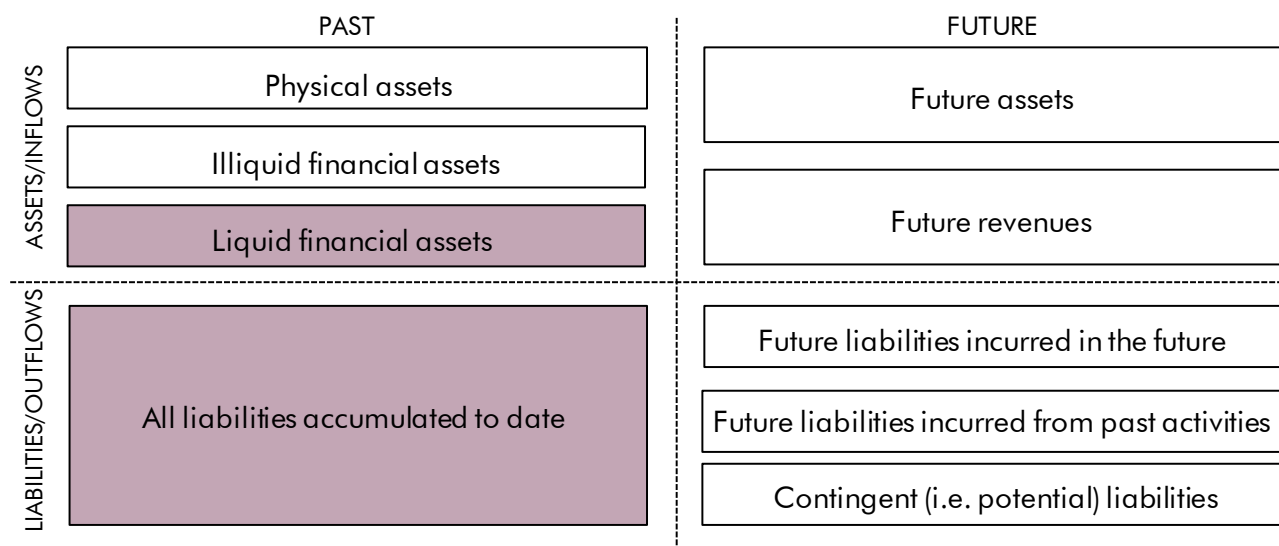 PAST
FUTURE
ASSETS/INFLOWS
Physical assets
Illiquid financial assets
Liquid financial assets
Future assets
Future revenues
LIABILITIES/OUTFLOWS
All liabilities accumulated to date
Future liabilities incurred in the future
Future liabilities incurred from past activities
Contingent (i.e. potential) liabilities